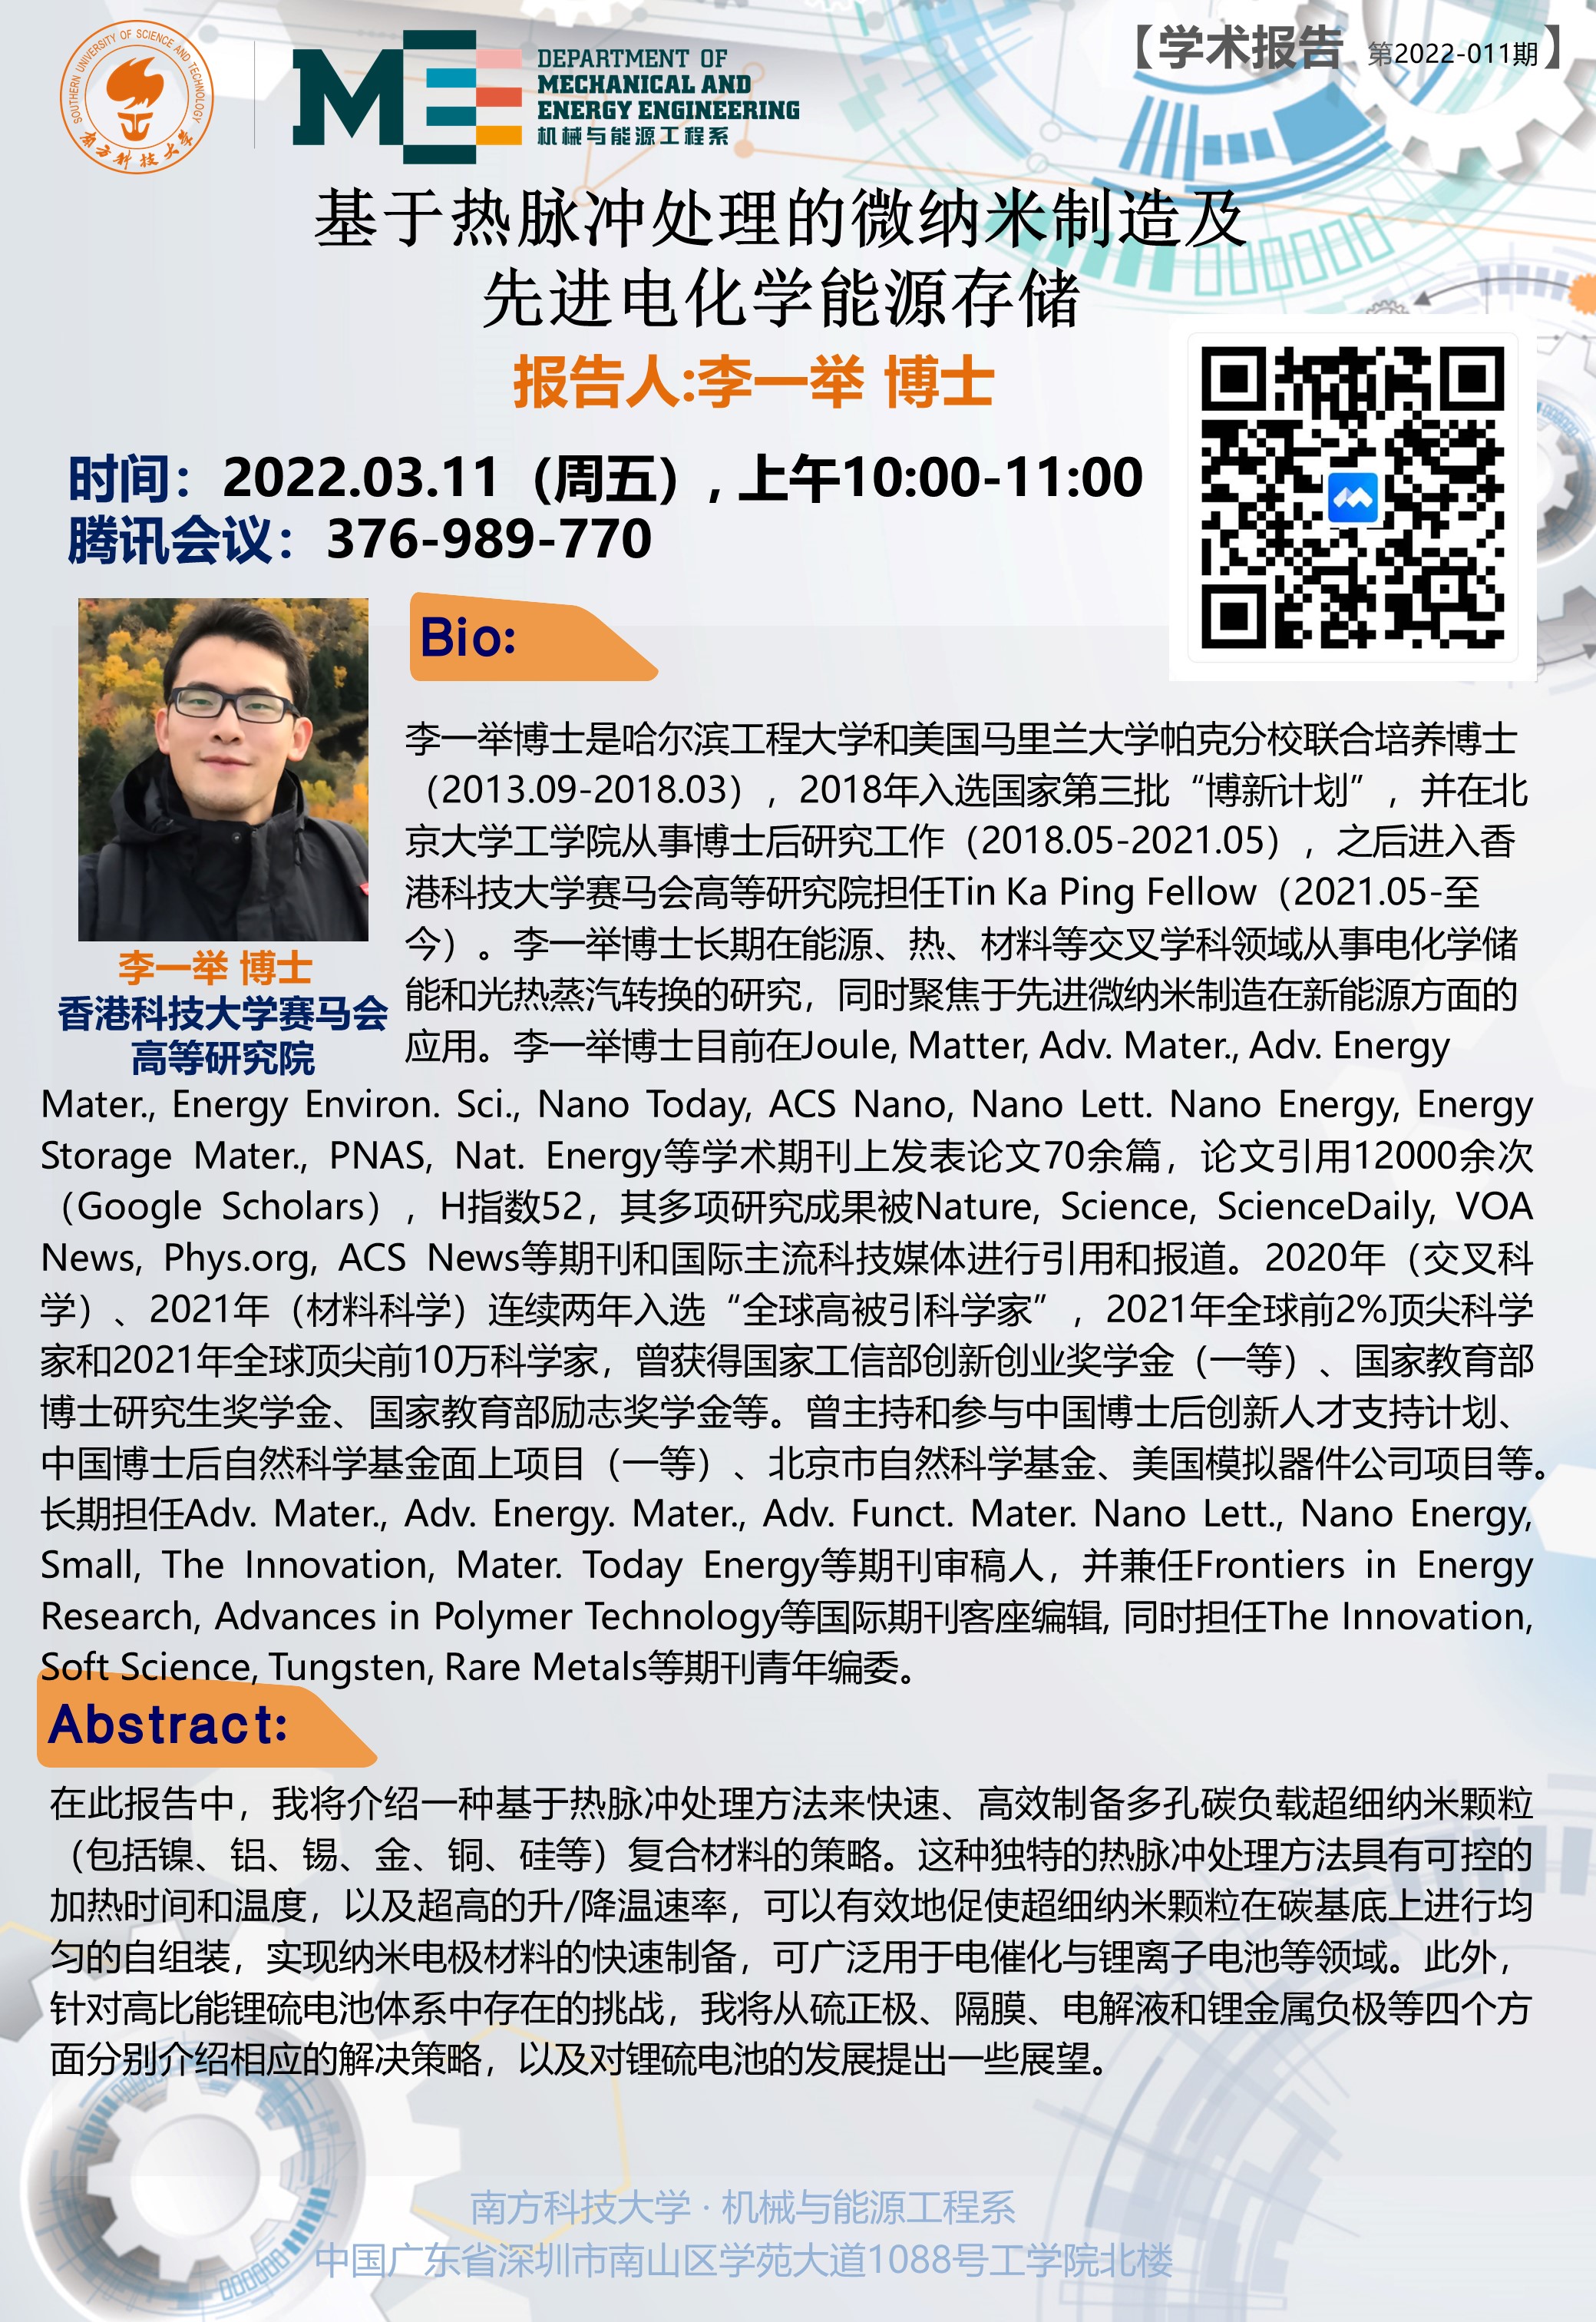 SOUTHERN UNIVERSITY OF SCIENCE AND TECHNOLOGY
南方科技大学
ME
DEPARTMENT OF
MECHANICAL AND
ENERGY ENGINEERING
机械与能源工程系
【学术报告 第2022-011期】
基于热脉冲处理的微纳米制造及
先进电化学能源存储
报告人:李一举 博士
时间：2022.03.11（周五）, 上午10:00-11:00
腾讯会议：376-989-770
李一举 博士
香港科技大学赛马会
高等研究院
Bio:
李一举博士是哈尔滨工程大学和美国马里兰大学帕克分校联合培养博士
（2013.09-2018.03），2018年入选国家第三批“博新计划”，并在北
京大学工学院从事博士后研究工作（2018.05-2021.05），之后进入香
港科技大学赛马会高等研究院担任Tin Ka Ping Fellow（2021.05-至
今）。李一举博士长期在能源、热、材料等交叉学科领域从事电化学储
能和光热蒸汽转换的研究，同时聚焦于先进微纳米制造在新能源方面的
应用。李一举博士目前在Joule, Matter, Adv. Mater., Adv. Energy
Mater., Energy Environ. Sci., Nano Today, ACS Nano, Nano Lett. Nano Energy, Energy
Storage Mater., PNAS, Nat. Energy等学术期刊上发表论文70余篇，论文引用12000余次
（Google Scholars），H指数52，其多项研究成果被Nature, Science, ScienceDaily, VOA
News, Phys.org, ACS News等期刊和国际主流科技媒体进行引用和报道。2020年（交叉科
学）、2021年（材料科学）连续两年入选“全球高被引科学家”，2021年全球前2%顶尖科学
家和2021年全球顶尖前10万科学家，曾获得国家工信部创新创业奖学金（一等）、国家教育部
博士研究生奖学金、国家教育部励志奖学金等。曾主持和参与中国博士后创新人才支持计划、
中国博士后自然科学基金面上项目（一等）、北京市自然科学基金、美国模拟器件公司项目等。
长期担任Adv. Mater., Adv. Energy. Mater., Adv. Funct. Mater. Nano Lett., Nano Energy,
Small, The Innovation, Mater. Today Energy等期刊审稿人，并兼任Frontiers in Energy
Research, Advances in Polymer Technology等国际期刊客座编辑, 同时担任The Innovation,
Soft Science, Tungsten, Rare Metals等期刊青年编委。
Abstract:
在此报告中，我将介绍一种基于热脉冲处理方法来快速、高效制备多孔碳负载超细纳米颗粒
（包括镍、铝、锡、金、铜、硅等）复合材料的策略。这种独特的热脉冲处理方法具有可控的
加热时间和温度，以及超高的升/降温速率，可以有效地促使超细纳米颗粒在碳基底上进行均
匀的自组装，实现纳米电极材料的快速制备，可广泛用于电催化与锂离子电池等领域。此外，
针对高比能锂硫电池体系中存在的挑战，我将从硫正极、隔膜、电解液和锂金属负极等四个方
面分别介绍相应的解决策略，以及对锂硫电池的发展提出一些展望。
南方科技大学 · 机械与能源工程系
中国广东省深圳市南山区学苑大道1088号工学院北楼